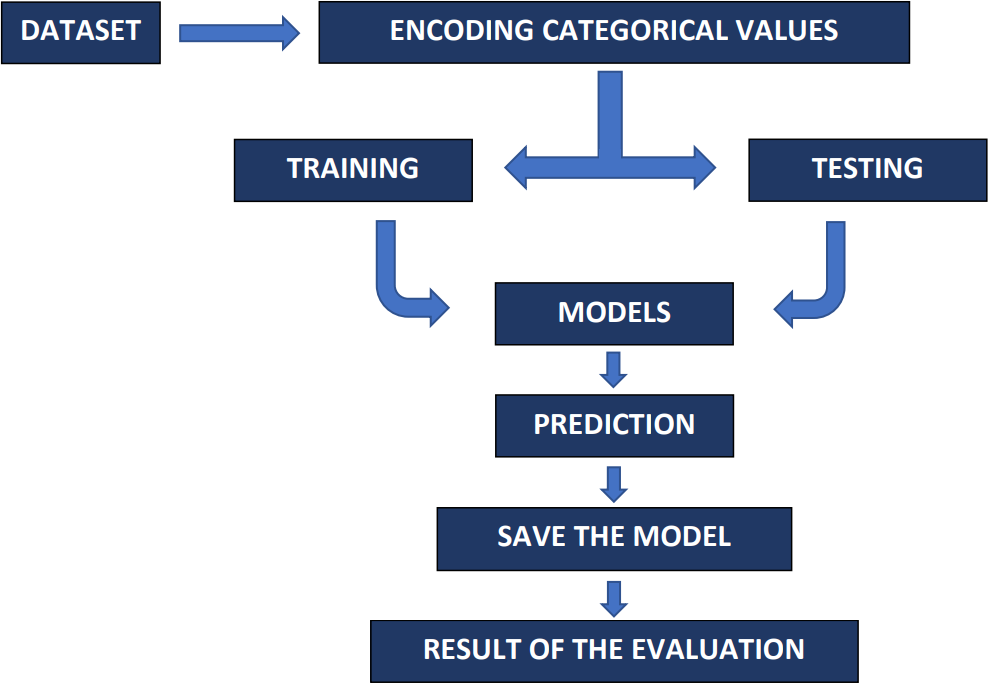 DATASET
ENCODING CATEGORICAL VALUES
TRAINING
TESTING
MODELS
PREDICTION
SAVE THE MODEL
RESULT OF THE EVALUATION